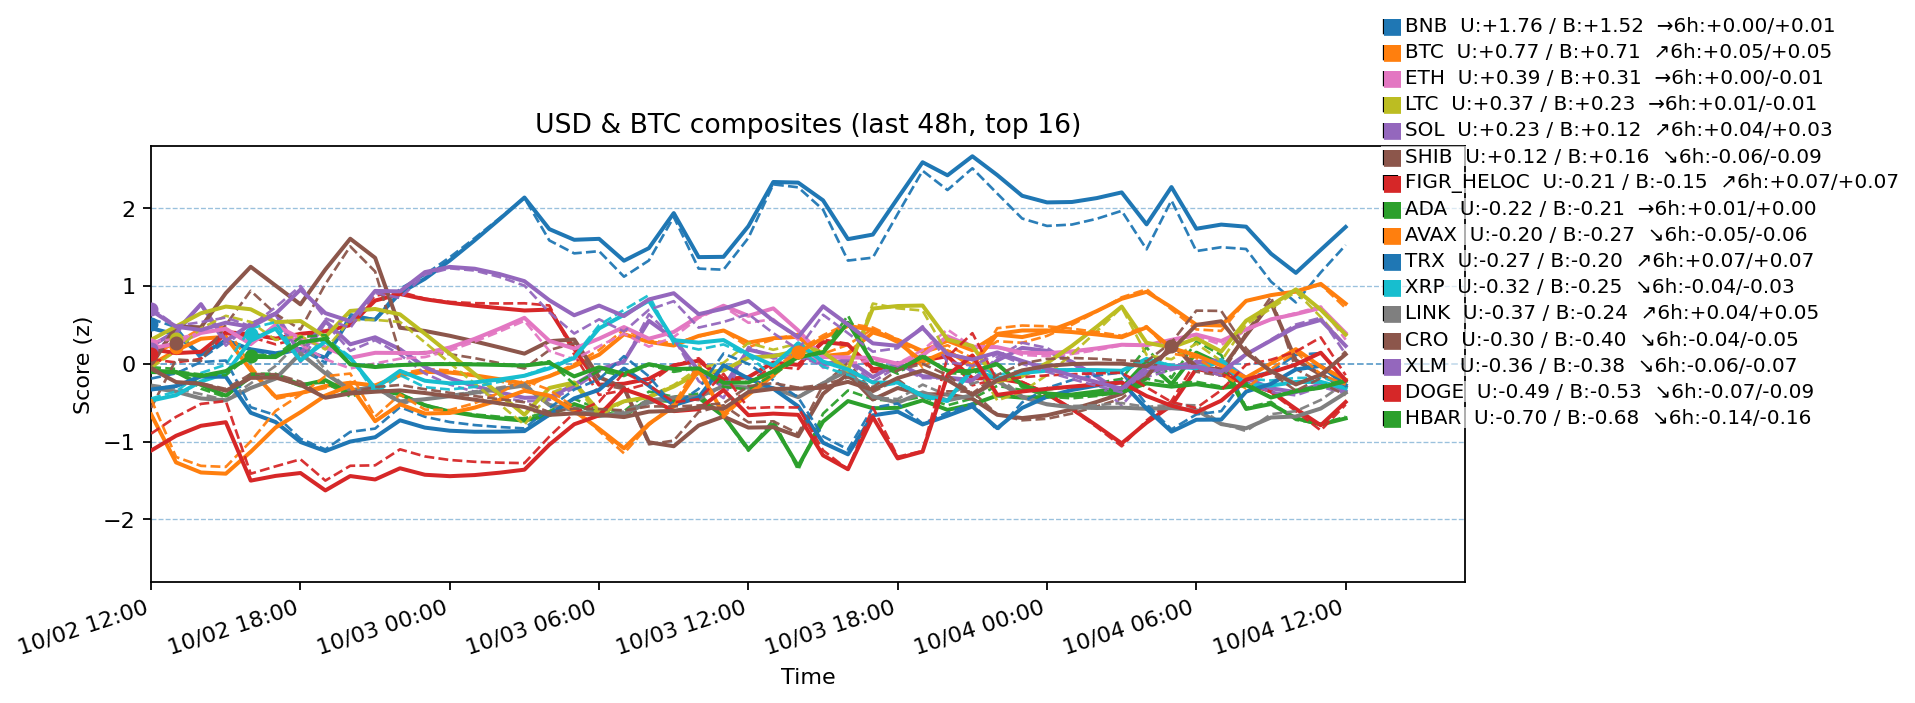 BNB  U:+1.76 / B:+1.52  →6h:+0.00/+0.01
BTC  U:+0.77 / B:+0.71  ↗6h:+0.05/+0.05
ETH  U:+0.39 / B:+0.31  →6h:+0.00/-0.01
LTC  U:+0.37 / B:+0.23  →6h:+0.01/-0.01
SOL  U:+0.23 / B:+0.12  ↗6h:+0.04/+0.03
SHIB  U:+0.12 / B:+0.16  ↘6h:-0.06/-0.09
FIGR_HELOC  U:-0.21 / B:-0.15  ↗6h:+0.07/+0.07
ADA  U:-0.22 / B:-0.21  →6h:+0.01/+0.00
AVAX  U:-0.20 / B:-0.27  ↘6h:-0.05/-0.06
TRX  U:-0.27 / B:-0.20  ↗6h:+0.07/+0.07
XRP  U:-0.32 / B:-0.25  ↘6h:-0.04/-0.03
LINK  U:-0.37 / B:-0.24  ↗6h:+0.04/+0.05
CRO  U:-0.30 / B:-0.40  ↘6h:-0.04/-0.05
XLM  U:-0.36 / B:-0.38  ↘6h:-0.06/-0.07
DOGE  U:-0.49 / B:-0.53  ↘6h:-0.07/-0.09
HBAR  U:-0.70 / B:-0.68  ↘6h:-0.14/-0.16
USD & BTC composites (last 48h, top 16)
Score (z)
2
1
0
−1
−2
10/02 12:00
10/02 18:00
10/03 00:00
10/03 06:00
10/03 12:00
10/03 18:00
10/04 00:00
10/04 06:00
10/04 12:00
Time